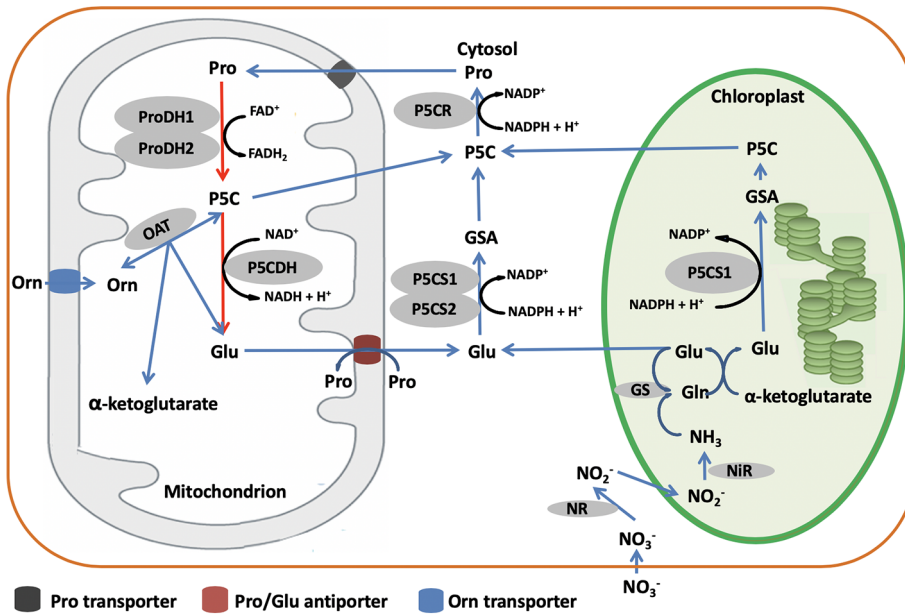 Cytosol
Pro
Pro
NADP⁺
P5CR
NADPH + H⁺
Chloroplast
ProDH1
FAD⁺
ProDH2
FADH₂
P5C
P5C
P5C
GSA
OAT
NAD⁺
GSA
NADP⁺
P5CDH
P5CS1
NADP⁺
P5CS1
Orn
Orn
NADH + H⁺
P5CS2
NADPH + H⁺
NADPH + H⁺
Glu
Glu
Glu
Glu
Pro
Pro
GS
Gln
α-ketoglutarate
α-ketoglutarate
NH₃
NiR
NO₂⁻
NO₂⁻
Mitochondrion
NR
NO₃⁻
NO₃⁻
Pro transporter
Pro/Glu antiporter
Orn transporter